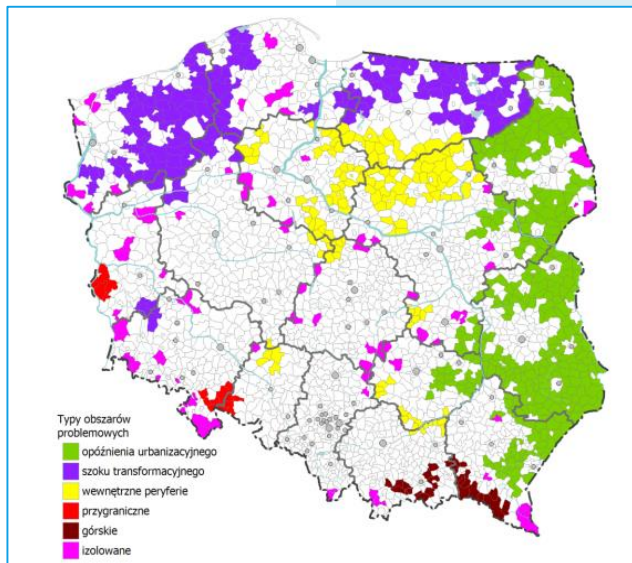 Typy obszarów
problemowych
opóźnienia urbanizacyjnego
szoku transformacyjnego
wewnętrzne peryferie
przygraniczne
górskie
izolowane